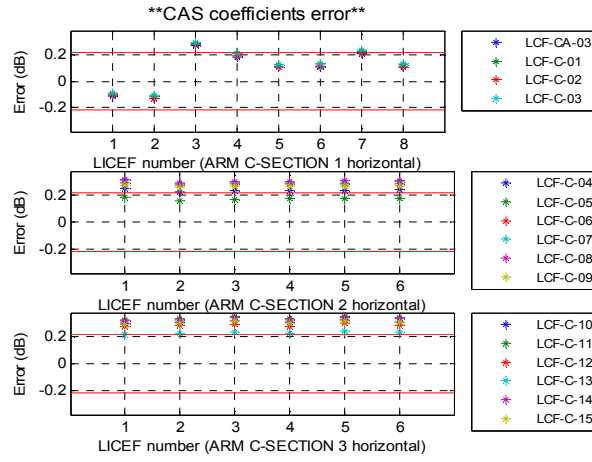 **CAS coefficients error**
Error (dB)
0.2
0
-0.2
1 2 3 4 5 6 7 8
LICEF number (ARM C-SECTION 1 horizontal)
LCF-CA-03
LCF-C-01
LCF-C-02
LCF-C-03
Error (dB)
0.2
0
-0.2
1 2 3 4 5 6
LICEF number (ARM C-SECTION 2 horizontal)
LCF-C-04
LCF-C-05
LCF-C-06
LCF-C-07
LCF-C-08
LCF-C-09
Error (dB)
0.2
0
-0.2
1 2 3 4 5 6
LICEF number (ARM C-SECTION 3 horizontal)
LCF-C-10
LCF-C-11
LCF-C-12
LCF-C-13
LCF-C-14
LCF-C-15